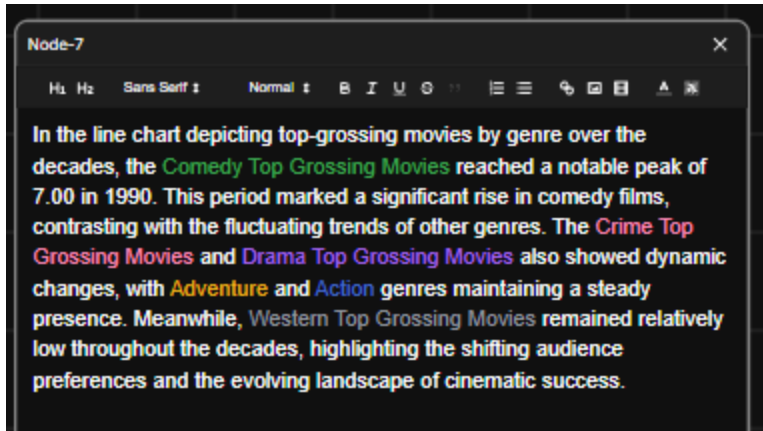 Node-7
H1 H2 Sans Serif Normal B I U S A
In the line chart depicting top-grossing movies by genre over the
decades, the Comedy Top Grossing Movies reached a notable peak of
7.00 in 1990. This period marked a significant rise in comedy films,
contrasting with the fluctuating trends of other genres. The Crime Top
Grossing Movies and Drama Top Grossing Movies also showed dynamic
changes, with Adventure and Action genres maintaining a steady
presence. Meanwhile, Western Top Grossing Movies remained relatively
low throughout the decades, highlighting the shifting audience
preferences and the evolving landscape of cinematic success.